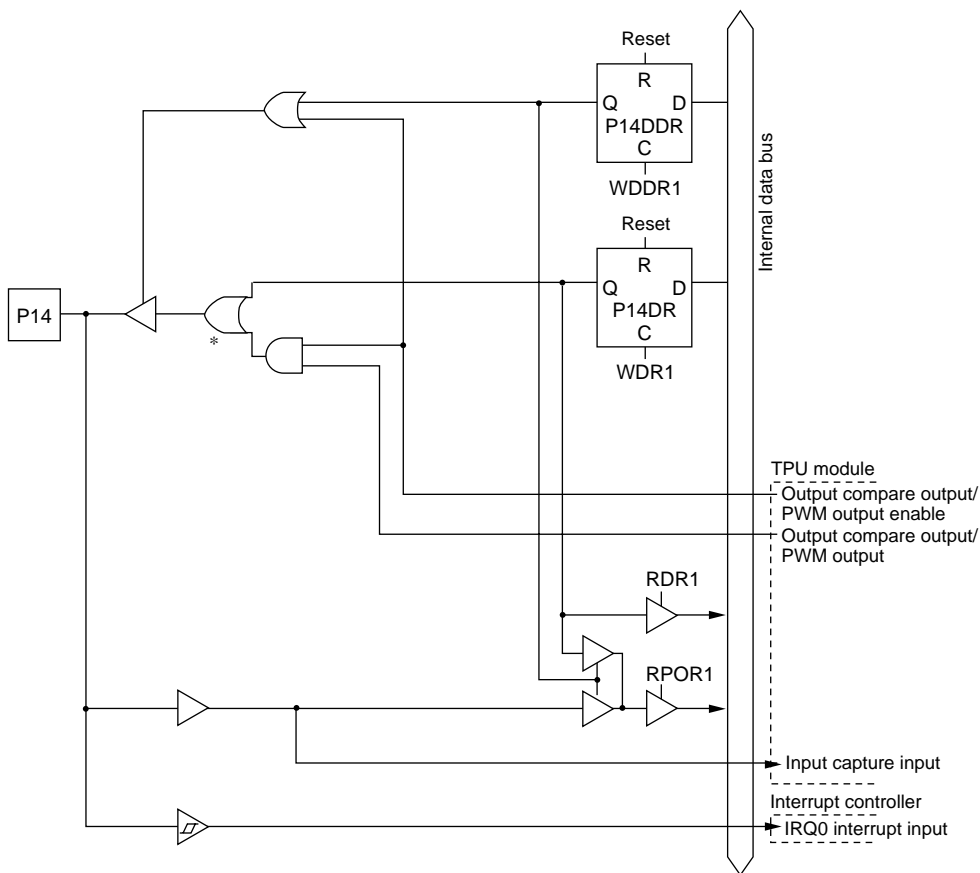 Reset
R
Q D
P14DDR
C
WDDR1
Internal data bus
Reset
R
Q D
P14DR
C
WDR1
P14
*
TPU module
Output compare output/
PWM output enable
Output compare output/
PWM output
RDR1
RPOR1
Input capture input
Interrupt controller
IRQ0 interrupt input